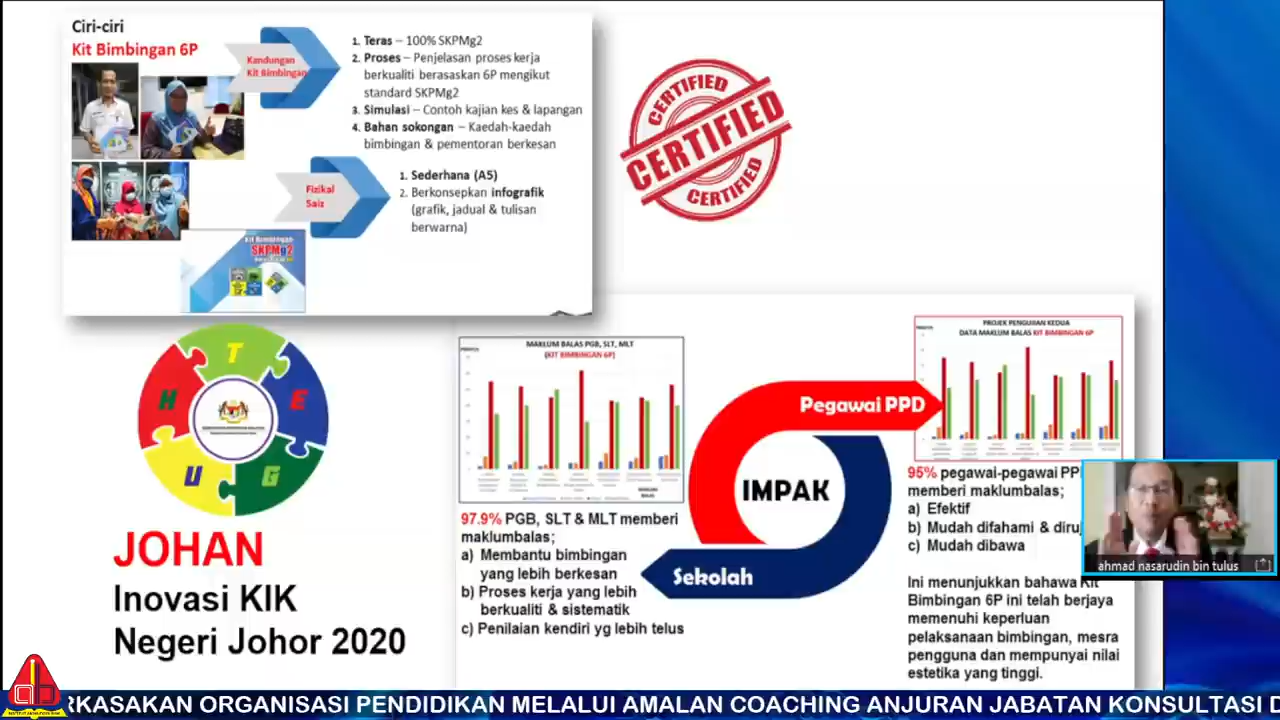 Ciri-ciri
Kit Bimbingan 6P
Kandungan
Kit Bimbingan
1. Teras – 100% SKPMg2
2. Proses – Penjelasan proses kerja
berkualiti berasaskan 6P mengikut
standard SKPMg2
3. Simulasi – Contoh kajian kes & lapangan
4. Bahan sokongan – Kaedah-kaedah
bimbingan & pementoran berkesan
Fizikal
Saiz
1. Sederhana (A5)
2. Berkonsepkan infografik
(grafik, jadual & tulisan
berwarna)
Kit Bimbingan
SKPMg2
CERTIFIED
CERTIFIED
CERTIFIED
T
H
E
U
G
JOHAN
Inovasi KIK
Negeri Johor 2020
MAKLUM BALAS PGB, SLT, MLT
(KIT BIMBINGAN 6P)
97.9% PGB, SLT & MLT memberi
maklumbalas;
a) Membantu bimbingan
yang lebih berkesan
b) Proses kerja yang lebih
berkualiti & sistematik
c) Penilaian kendiri yg lebih telus
Pegawai PPD
IMPAK
Sekolah
PROJEK PENGUJIAN KEDUA
DATA MAKLUM BALAS KIT BIMBINGAN 6P
95% pegawai-pegawai PP
memberi maklumbalas;
a) Efektif
b) Mudah difahami & diruj
c) Mudah dibawa
Ini menunjukkan bahawa Kit
Bimbingan 6P ini telah berjaya
memenuhi keperluan
pelaksanaan bimbingan, mesra
pengguna dan mempunyai nilai
estetika yang tinggi.
ahmad nasarudin bin tulus
RKASAKAN ORGANISASI PENDIDIKAN MELALUI AMALAN COACHING ANJURAN JABATAN KONSULTASI D